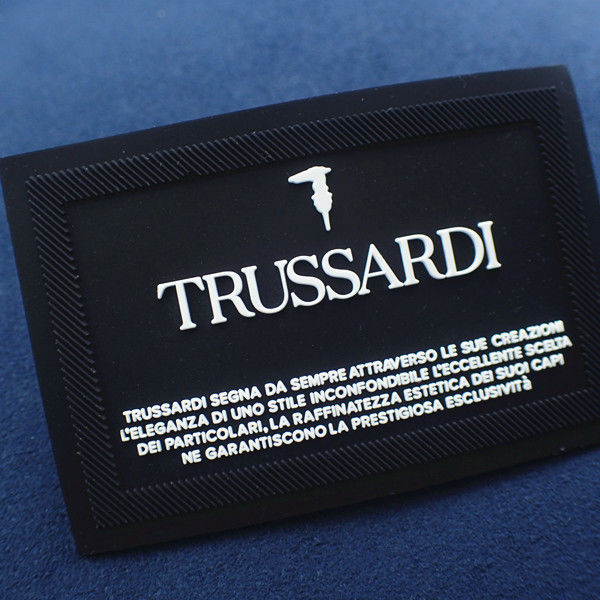 TRUSSARDI
TRUSSARDI SEGNA DA SEMPRE ATTRAVERSO LE SUE CREAZIONI
L'ELEGANZA DI UNO STILE INCONFONDIBILE L'ECCELLENTE SCELTA
DEI PARTICOLARI, LA RAFFINATEZZA ESTETICA DEI SUOI CAPI
NE GARANTISCONO LA PRESTIGIOSA ESCLUSIVITà